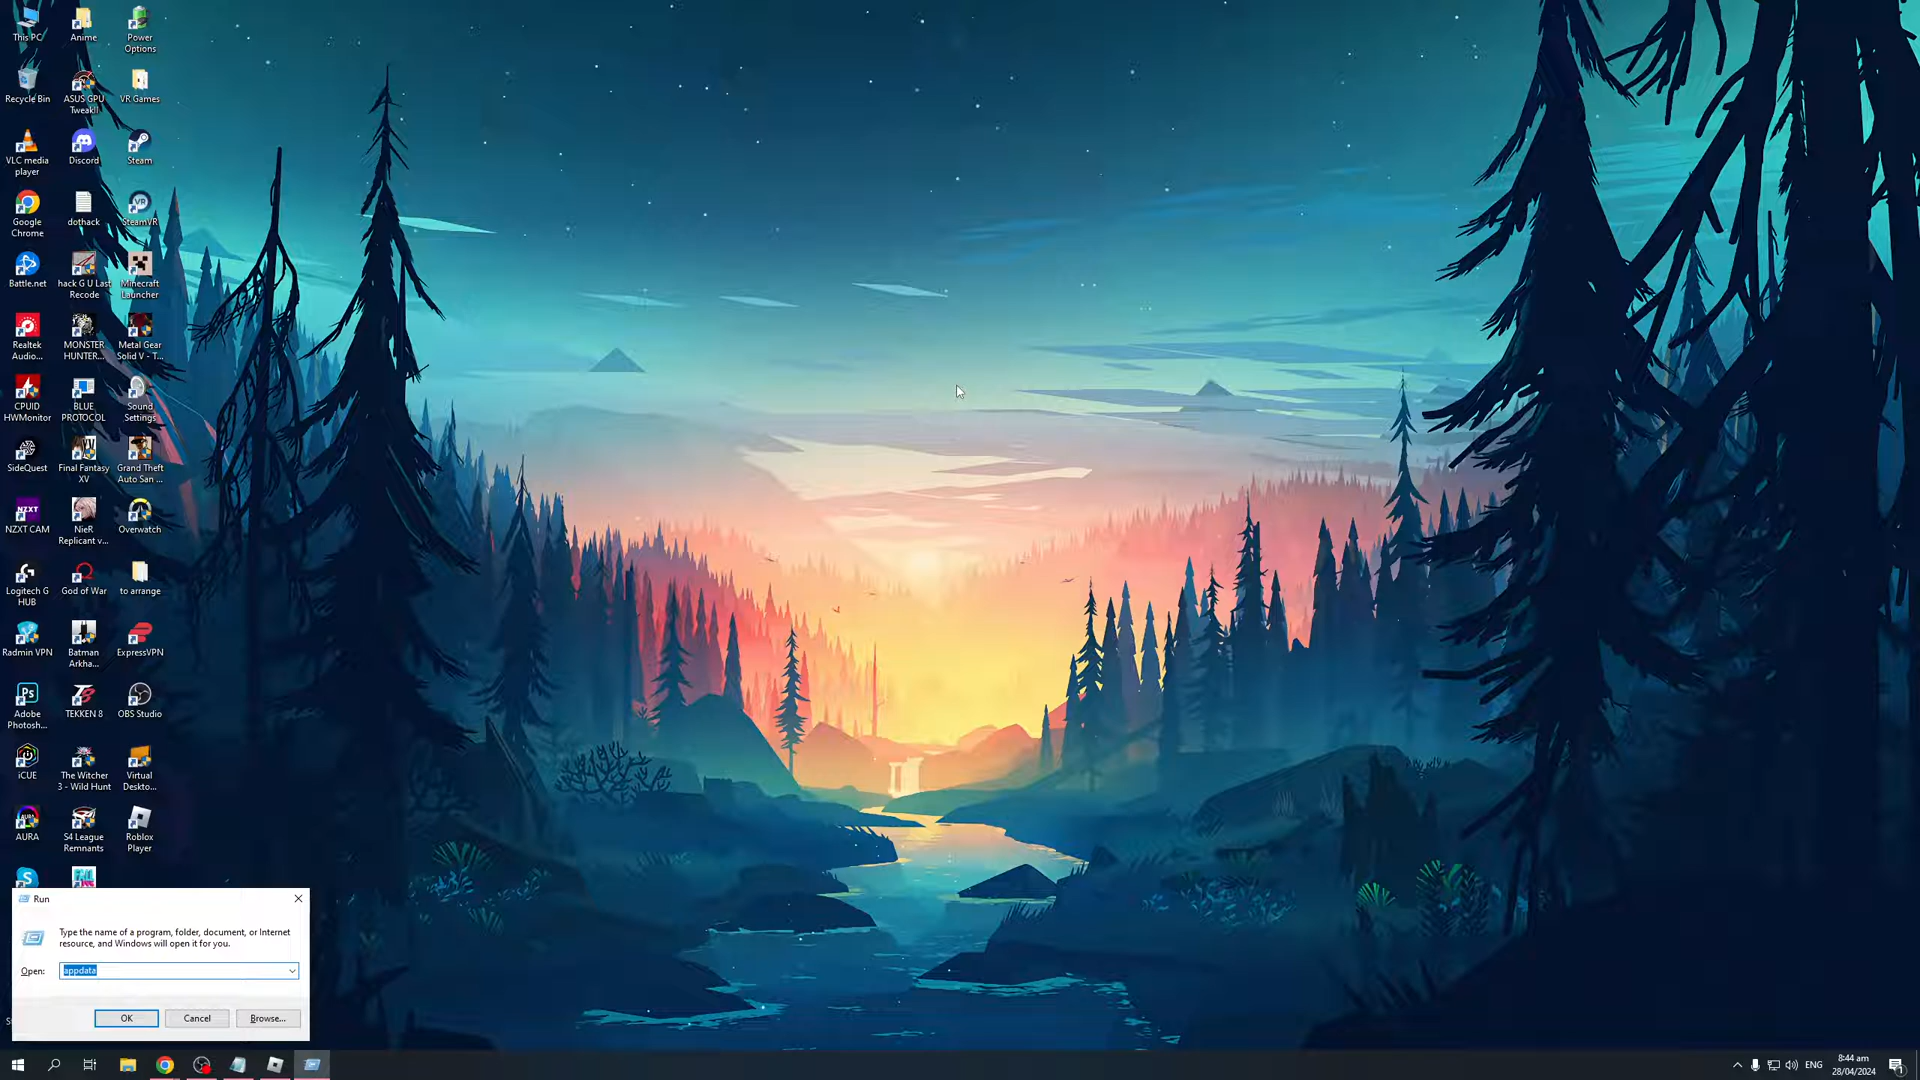 This PC
Anime
Power
Options
Recycle Bin
ASUS GPU
TweakII
VR Games
VLC media
player
Discord
Steam
Google
Chrome
dothack
SteamVR
Battle.net
hack G U Last
Recode
Minecraft
Launcher
Realtek
Audio...
MONSTER
HUNTER...
Metal Gear
Solid V - T...
CPUID
HWMonitor
BLUE
PROTOCOL
Sound
Settings
SideQuest
Final Fantasy
XV
Grand Theft
Auto San ...
NZXT CAM
NieR
Replicant v...
Overwatch
Logitech G
HUB
God of War
to arrange
Radmin VPN
Batman
Arkha...
ExpressVPN
Adobe
Photosh...
TEKKEN 8
OBS Studio
iCUE
The Witcher
3 - Wild Hunt
Virtual
Deskto...
AURA
S4 League
Remnants
Roblox
Player
Run
Type the name of a program, folder, document, or Internet
resource, and Windows will open it for you.
Open: appdata
OK Cancel Browse...
ENG
8:44 am
28/04/2024